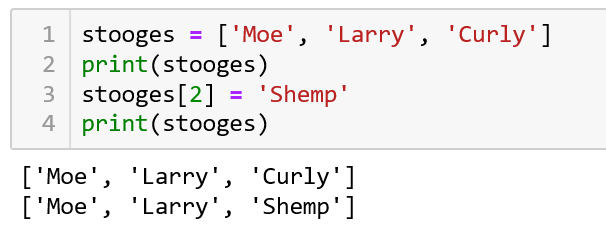 1 stooges = ['Moe', 'Larry', 'Curly']
2 print(stooges)
3 stooges[2] = 'Shemp'
4 print(stooges)
['Moe', 'Larry', 'Curly']
['Moe', 'Larry', 'Shemp']